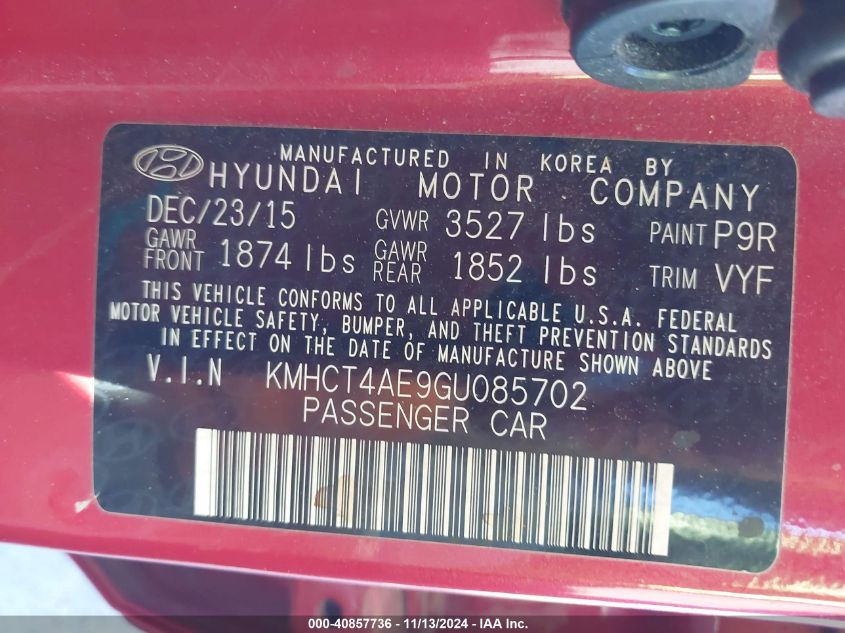 MANUFACTURED IN KOREA BY
HYUNDAI MOTOR COMPANY
DEC/23/15 GVWR 3527 lbs PAINT P9R
GAWR FRONT 1874 lbs GAWR REAR 1852 lbs TRIM VYF
THIS VEHICLE CONFORMS TO ALL APPLICABLE U.S.A. FEDERAL
MOTOR VEHICLE SAFETY, BUMPER, AND THEFT PREVENTION STANDARDS
IN EFFECT ON THE DATE OF MANUFACTURE SHOWN ABOVE
V.I.N KMHCT4AE9GU085702
PASSENGER CAR
000-40857736 - 11/13/2024 - IAAI.com